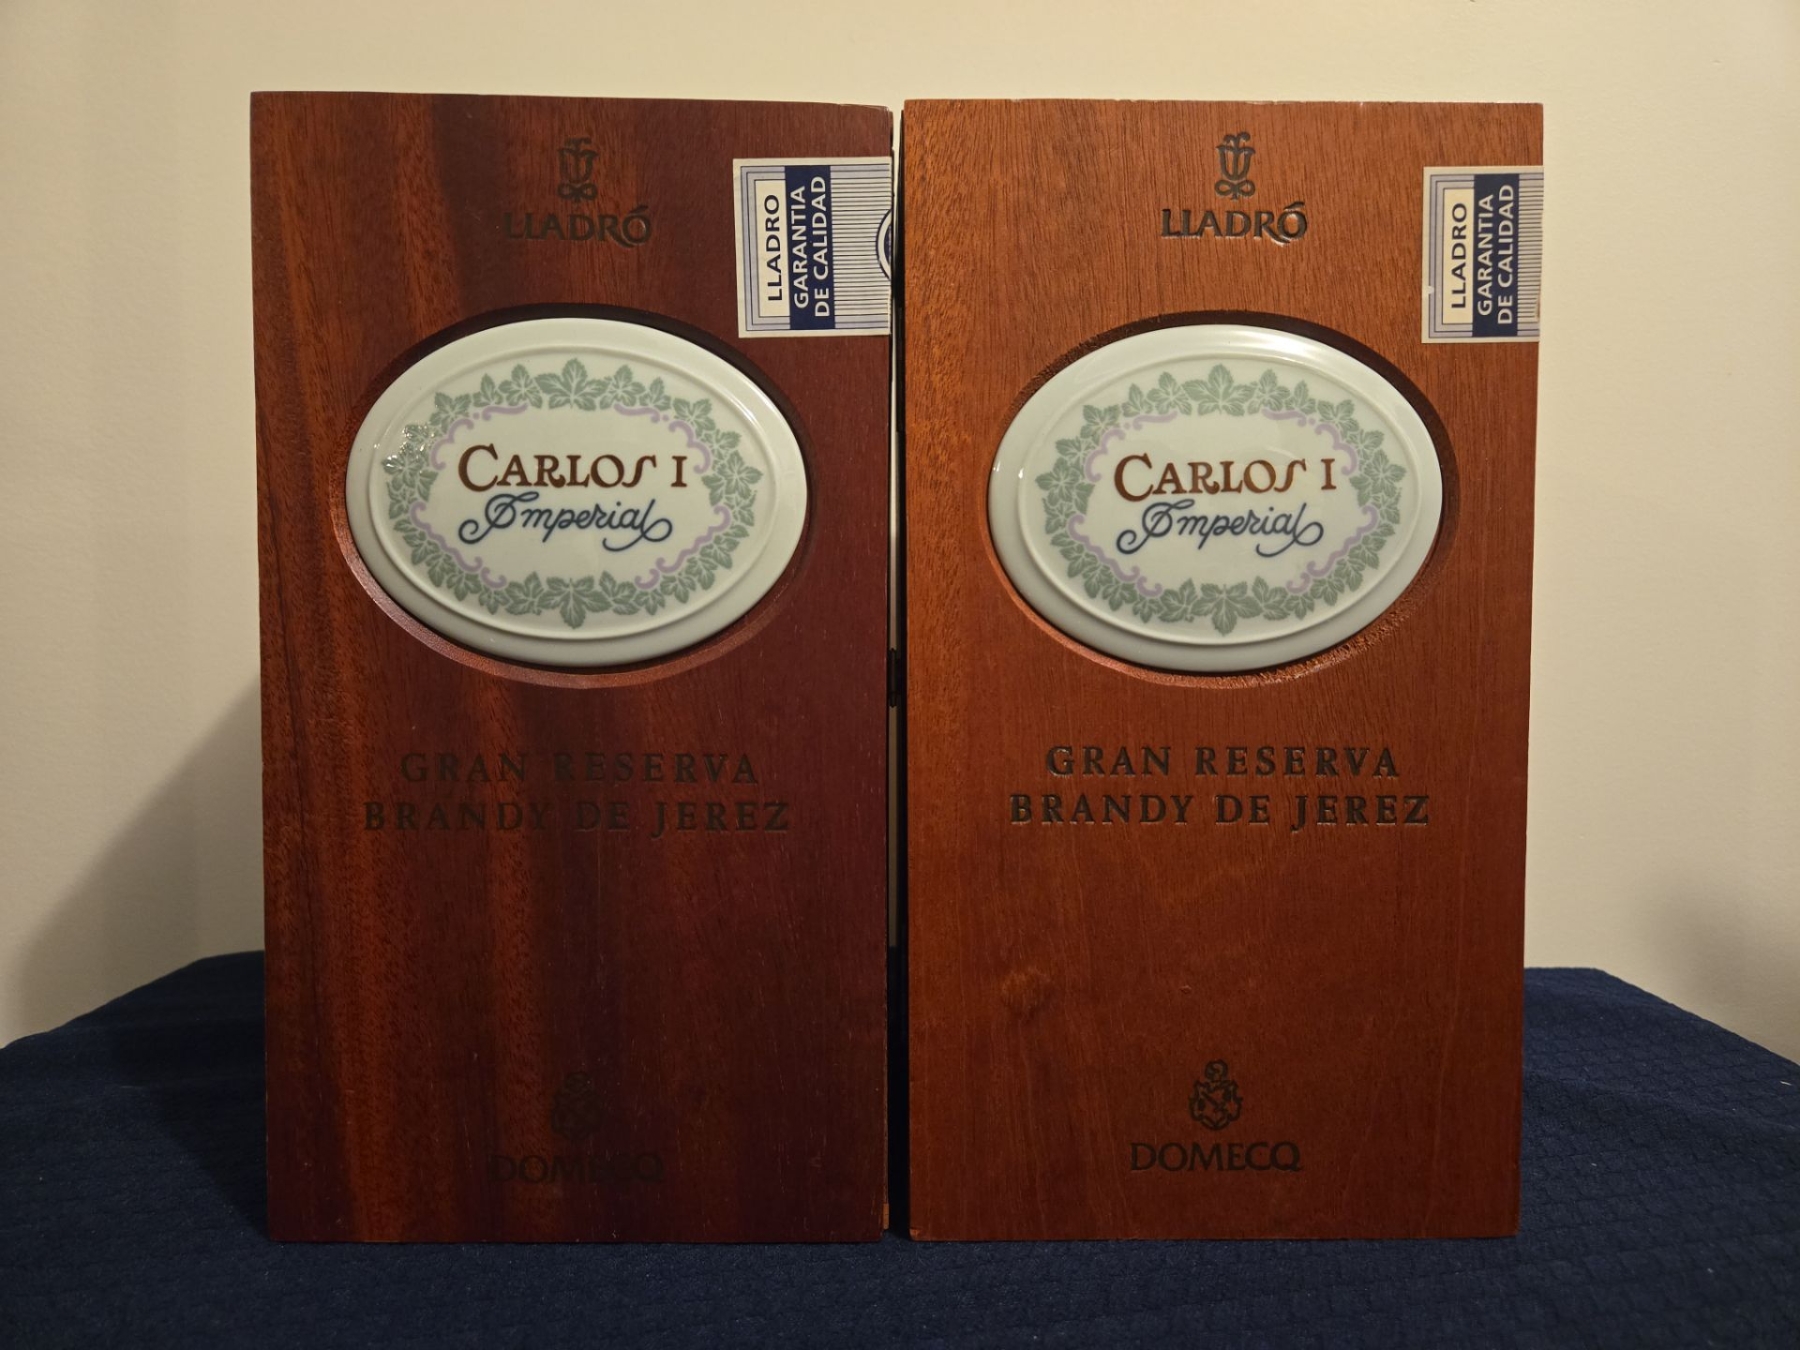 LLADRÓ
LLADRO
GARANTIA
DE CALIDAD
CARLOS I
Imperial
GRAN RESERVA
BRANDY DE JEREZ
DOMECQ
LLADRÓ
LLADRO
GARANTIA
DE CALIDAD
CARLOS I
Imperial
GRAN RESERVA
BRANDY DE JEREZ
DOMECQ